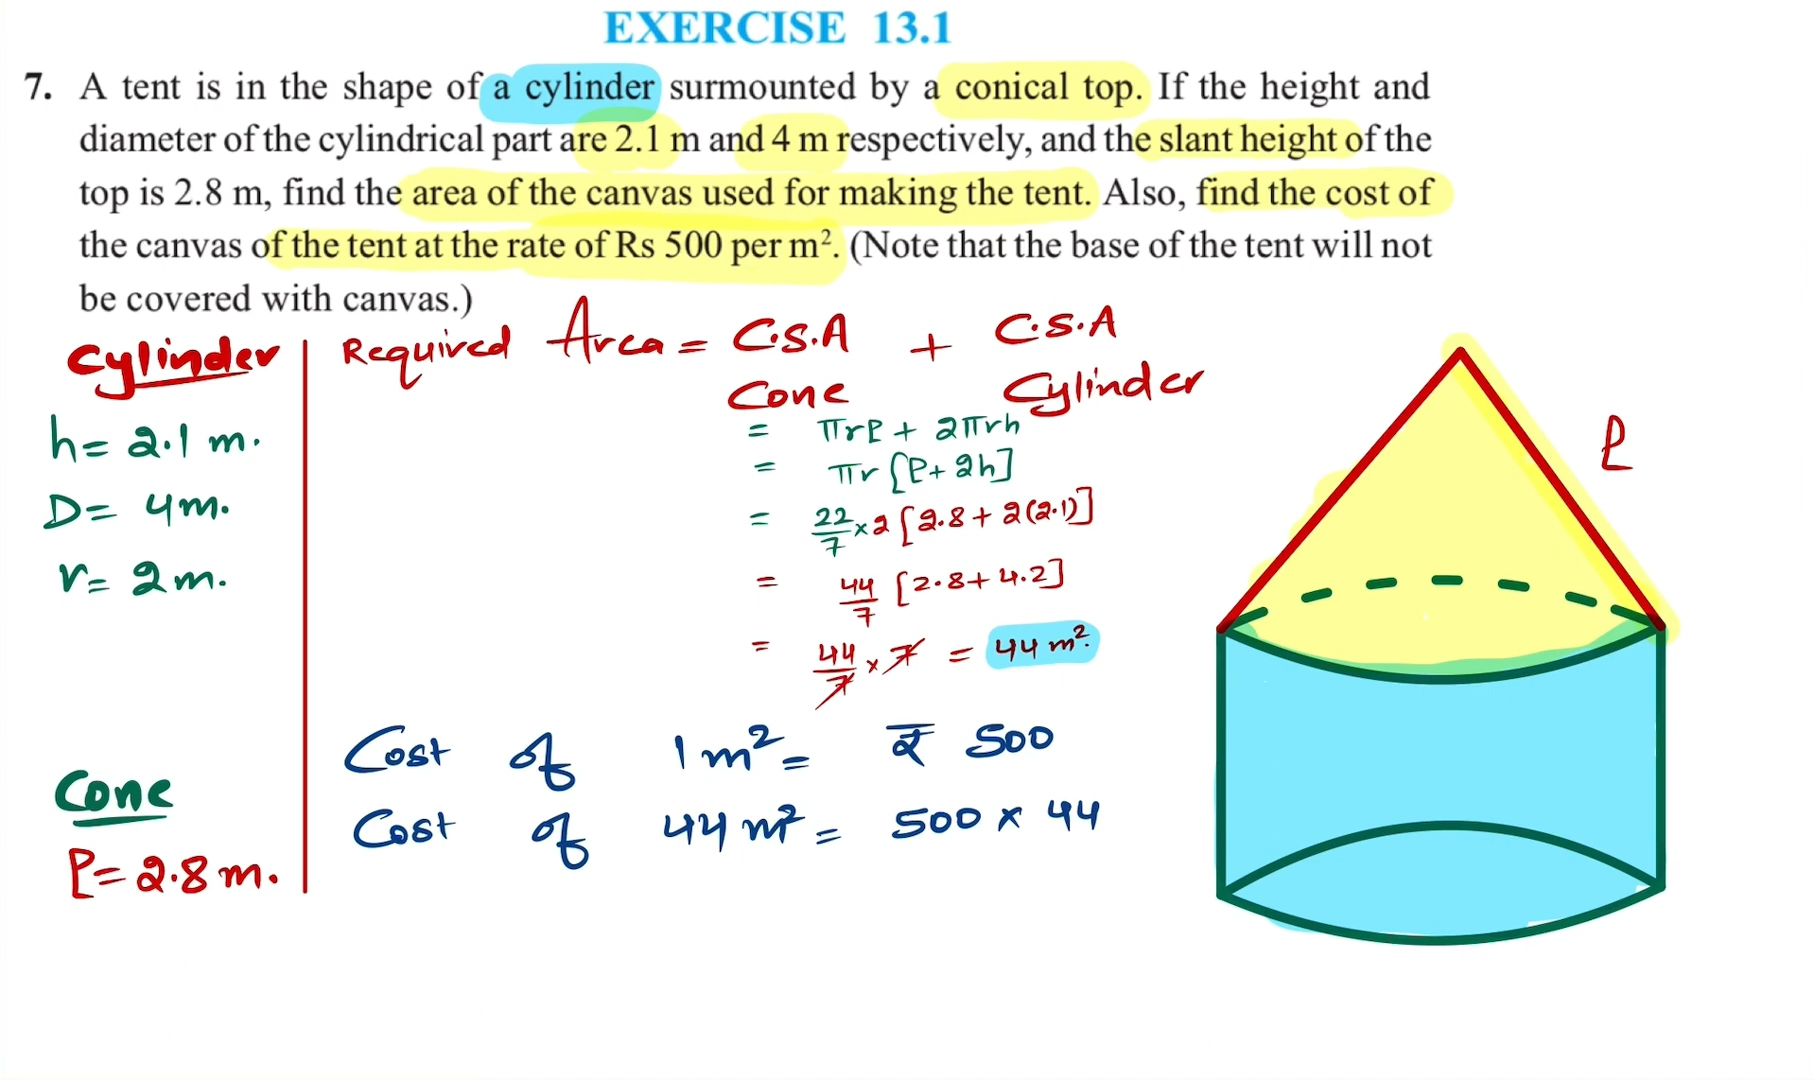 EXERCISE 13.1
7. A tent is in the shape of a cylinder surmounted by a conical top. If the height and
diameter of the cylindrical part are 2.1 m and 4 m respectively, and the slant height of the
top is 2.8 m, find the area of the canvas used for making the tent. Also, find the cost of
the canvas of the tent at the rate of Rs 500 per m². (Note that the base of the tent will not
be covered with canvas.)
Cylinder
h = 2.1 m.
D = 4m.
r = 2m.
Cone
l = 2.8 m.
Required Area = C.S.A + C.S.A
Cone Cylinder
= πrl + 2πrh
= πr [l + 2h]
= 22/7 × 2 [2.8 + 2(2.1)]
= 44/7 [2.8 + 4.2]
= 44/7 × 7 = 44 m².
Cost of 1 m² = ₹ 500
Cost of 44 m² = 500 × 44
l